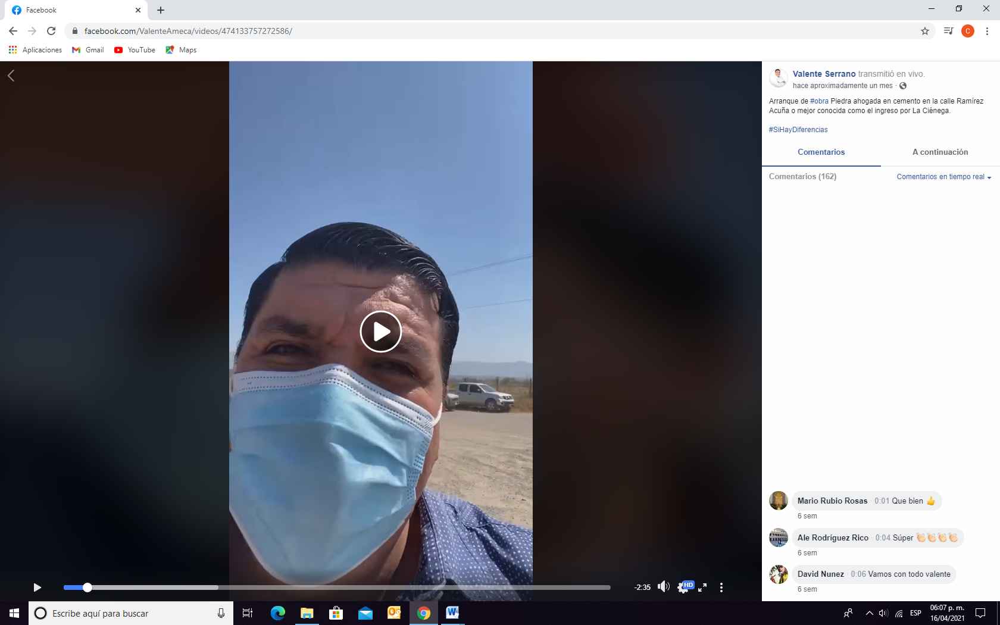 Facebook
facebook.com/ValenteAmeca/videos/474133757272586/
C
Aplicaciones
Gmail
YouTube
Maps
Valente Serrano transmitió en vivo.
hace aproximadamente un mes ·
Arranque de #obra Piedra ahogada en cemento en la calle Ramírez
Acuña o mejor conocida como el ingreso por La Ciénega.
#SiHayDiferencias
Comentarios
A continuación
Comentarios (162)
Comentarios en tiempo real
Mario Rubio Rosas · 0:01 Que bien 👍
6 sem
Ale Rodríguez Rico · 0:04 Súper 👏🏻👏🏻👏🏻👏🏻
6 sem
David Nunez · 0:06 Vamos con todo valente
6 sem
-2:35
HD
Escribe aquí para buscar
ESP
06:07 p. m.
16/04/2021